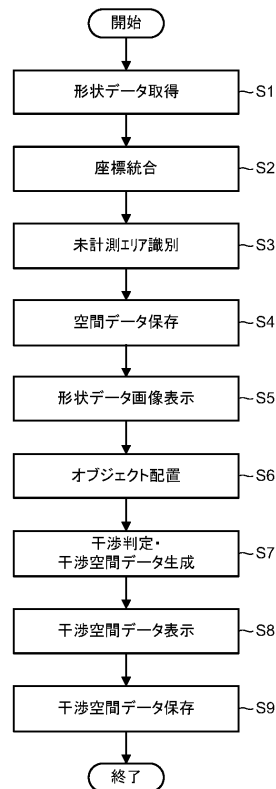 開始
形状データ取得 S1
座標統合 S2
未計測エリア識別 S3
空間データ保存 S4
形状データ画像表示 S5
オブジェクト配置 S6
干渉判定・
干渉空間データ生成 S7
干渉空間データ表示 S8
干渉空間データ保存 S9
終了